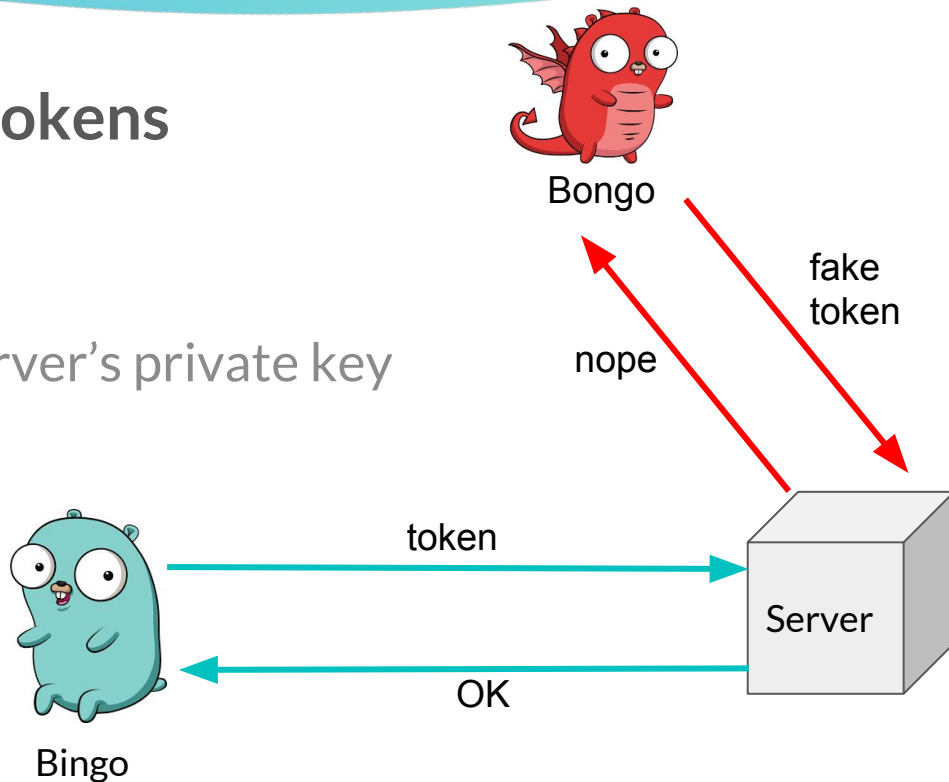 okens
Bongo
fake
token
rver’s private key
nope
token
Server
OK
Bingo